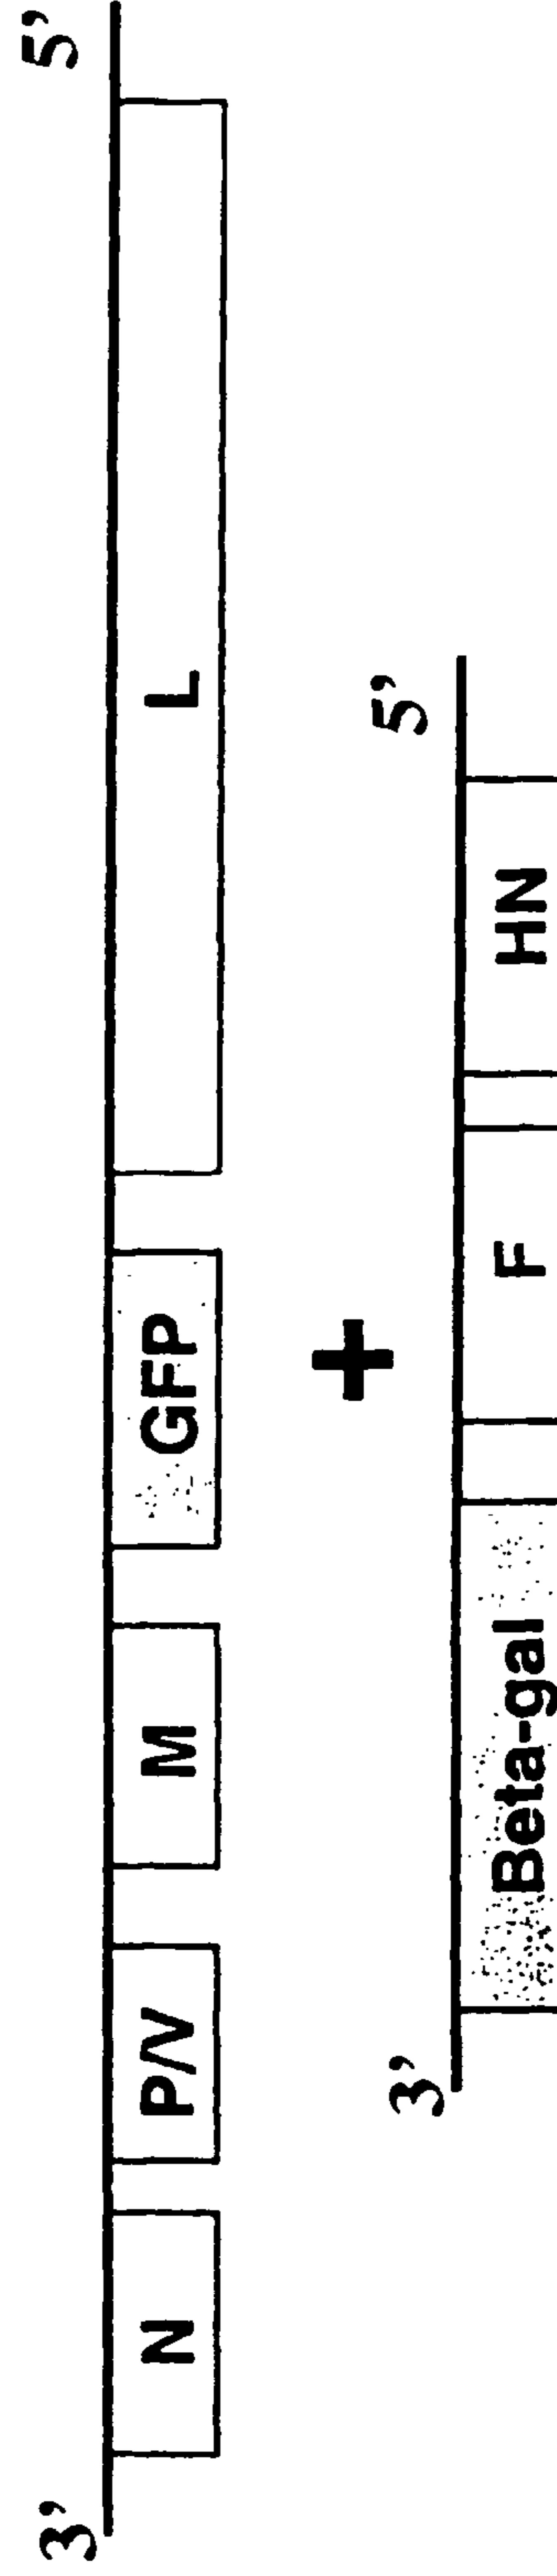 3’ N P/V M GFP L 5’
+
3’ Beta-gal F HN 5’